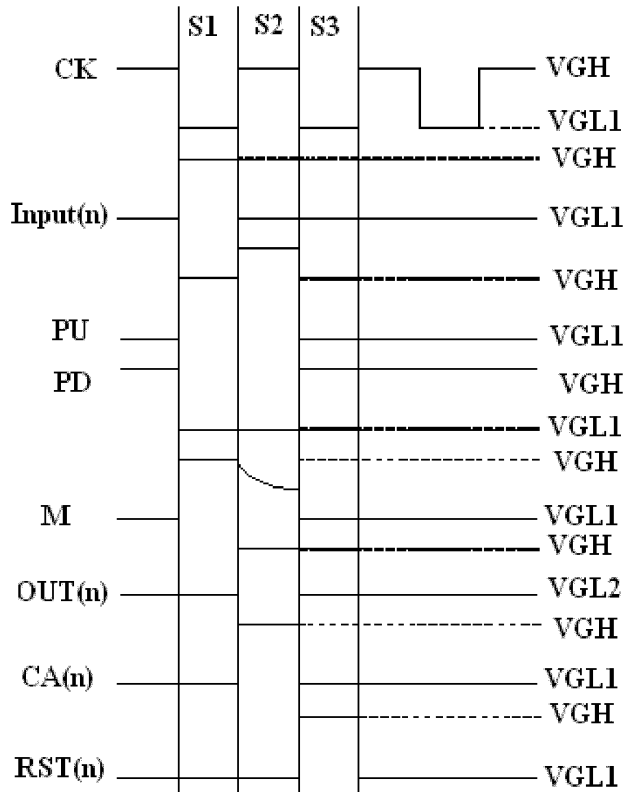 S1 S2 S3
CK VGH
VGL1
VGH
Input(n) VGL1
VGH
PU VGL1
PD VGH
VGL1
VGH
M VGL1
VGH
OUT(n) VGL2
VGH
CA(n) VGL1
VGH
RST(n) VGL1